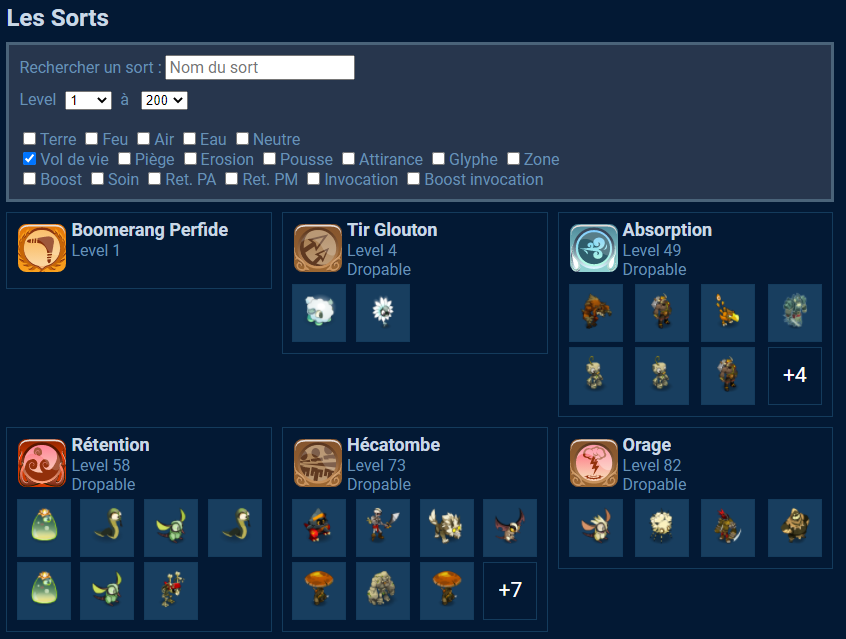 Les Sorts
Rechercher un sort : Nom du sort
Level 1 à 200
Terre Feu Air Eau Neutre
Vol de vie Piège Erosion Pousse Attirance Glyphe Zone
Boost Soin Ret. PA Ret. PM Invocation Boost invocation
Boomerang Perfide
Level 1
Tir Glouton
Level 4
Dropable
Absorption
Level 49
Dropable
+4
Rétention
Level 58
Dropable
Hécatombe
Level 73
Dropable
+7
Orage
Level 82
Dropable